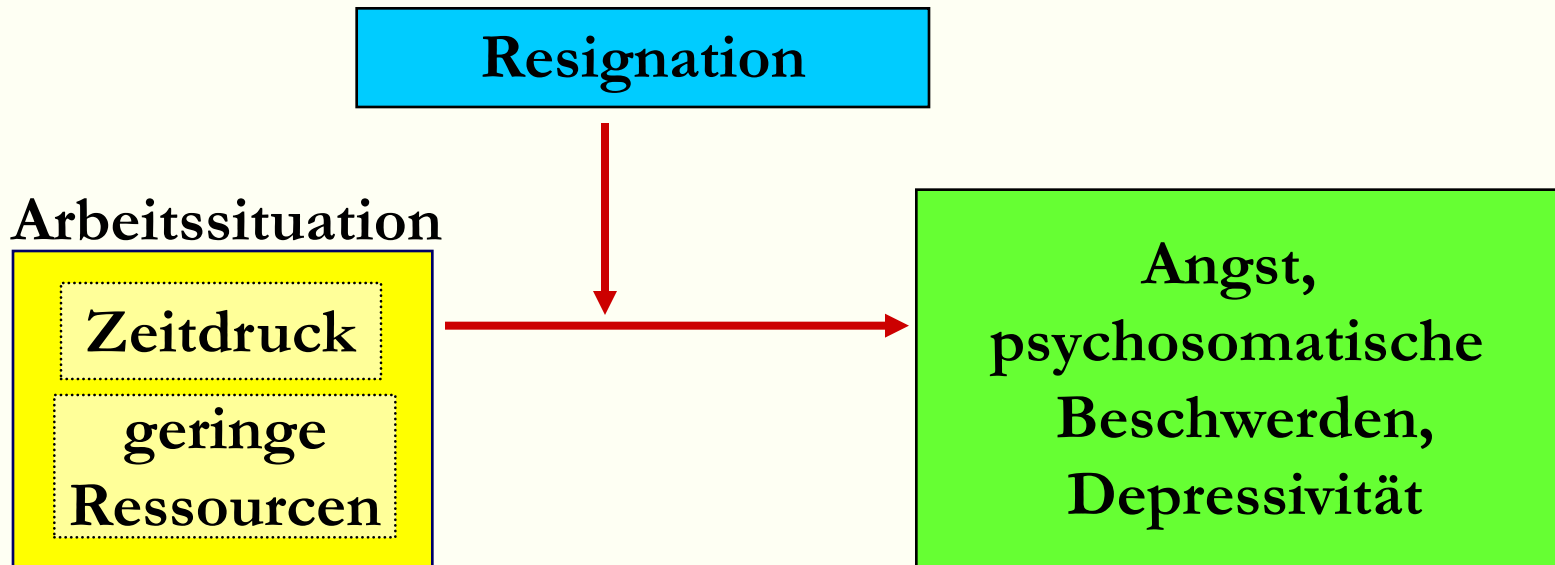 Resignation
Arbeitssituation
Zeitdruck
geringe
Ressourcen
Angst,
psychosomatische
Beschwerden,
Depressivität